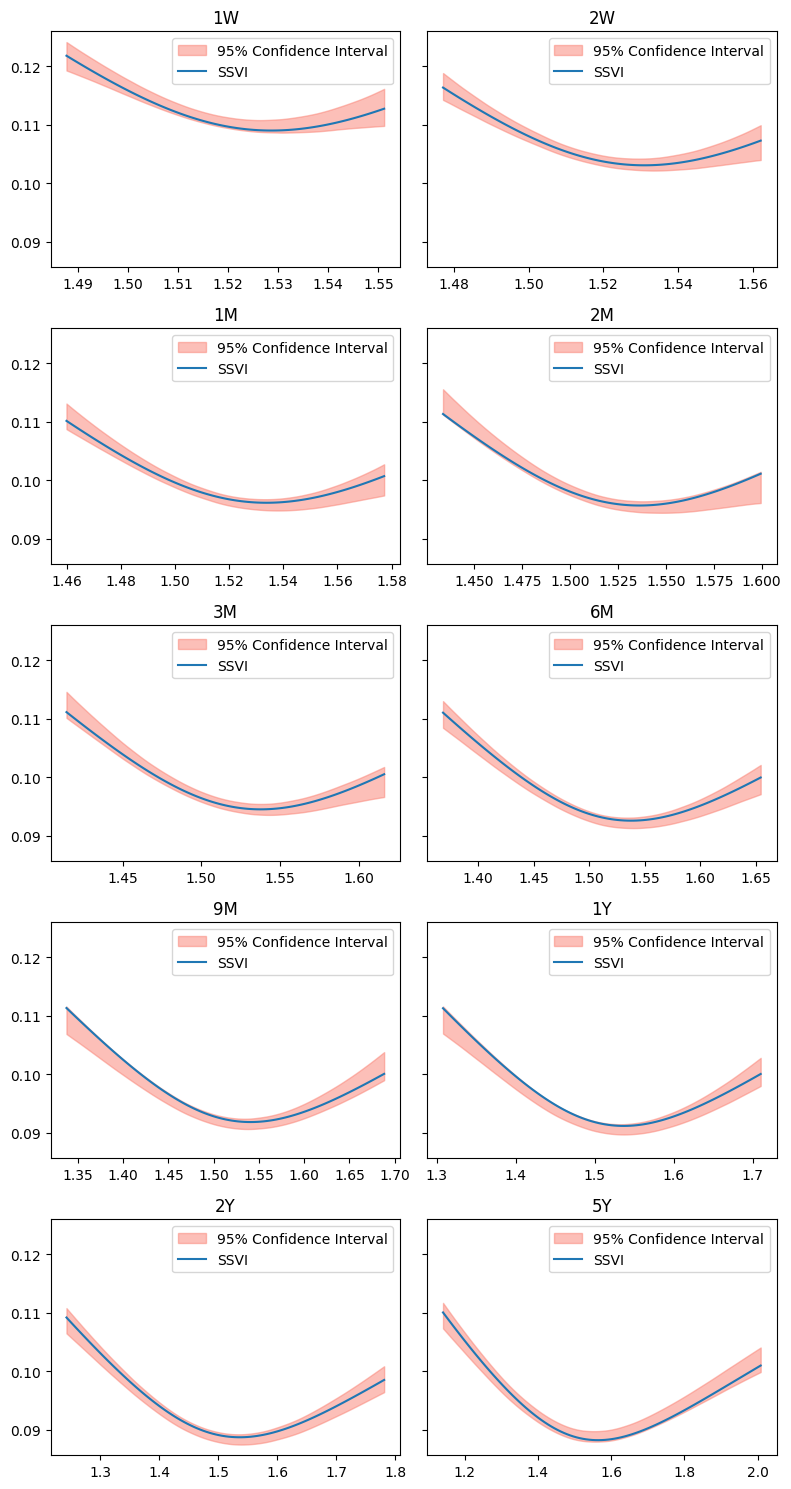 1W
95% Confidence Interval
SSVI
0.12
0.11
0.10
0.09
1.49 1.50 1.51 1.52 1.53 1.54 1.55
2W
95% Confidence Interval
SSVI
1.48 1.50 1.52 1.54 1.56
1M
95% Confidence Interval
SSVI
0.12
0.11
0.10
0.09
1.46 1.48 1.50 1.52 1.54 1.56 1.58
2M
95% Confidence Interval
SSVI
1.450 1.475 1.500 1.525 1.550 1.575 1.600
3M
95% Confidence Interval
SSVI
0.12
0.11
0.10
0.09
1.45 1.50 1.55 1.60
6M
95% Confidence Interval
SSVI
1.40 1.45 1.50 1.55 1.60 1.65
9M
95% Confidence Interval
SSVI
0.12
0.11
0.10
0.09
1.35 1.40 1.45 1.50 1.55 1.60 1.65 1.70
1Y
95% Confidence Interval
SSVI
1.3 1.4 1.5 1.6 1.7
2Y
95% Confidence Interval
SSVI
0.12
0.11
0.10
0.09
1.3 1.4 1.5 1.6 1.7 1.8
5Y
95% Confidence Interval
SSVI
1.2 1.4 1.6 1.8 2.0